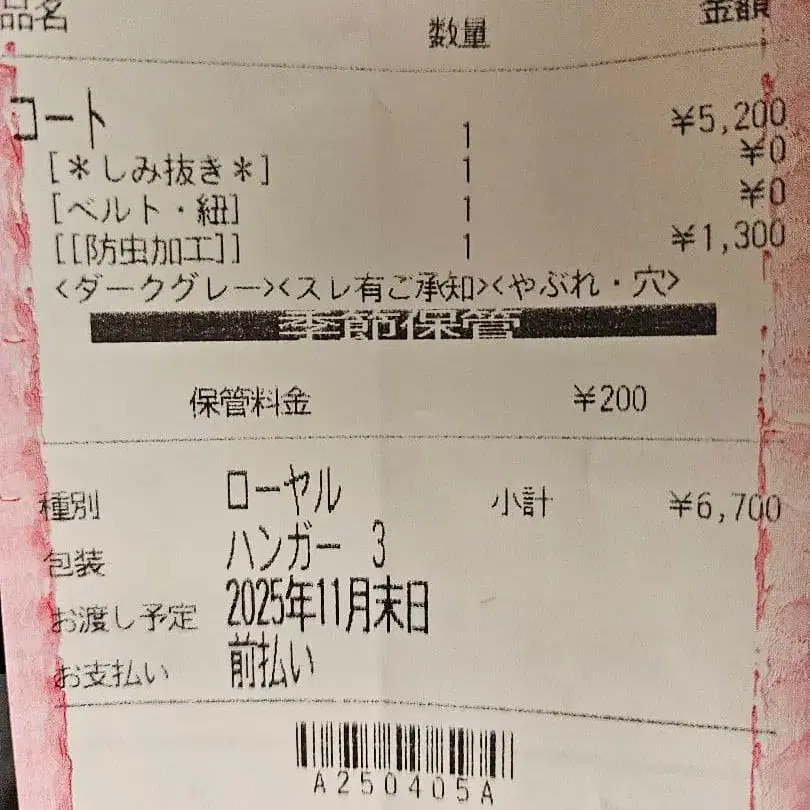 品名 数量 金額
コート 1 ¥5,200
[＊しみ抜き＊] 1 ¥0
[ベルト・紐] 1 ¥0
[[防虫加工]] 1 ¥1,300
<ダークグレー><スレ有ご承知><やぶれ・穴>
季節保管
保管料金 ¥200
種別 ローヤル 小計 ¥6,700
包装 ハンガー 3
お渡し予定 2025年11月末日
お支払い 前払い
A250405A